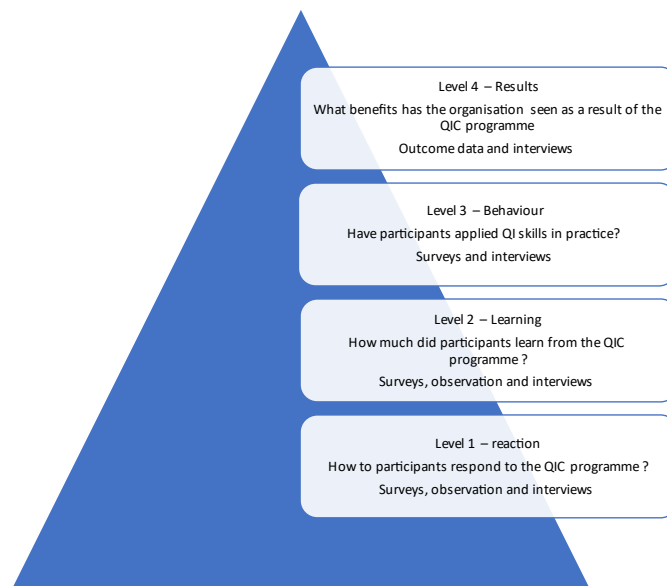 Level 4 – Results
What benefits has the organisation seen as a result of the
QIC programme
Outcome data and interviews
Level 3 – Behaviour
Have participants applied QI skills in practice?
Surveys and interviews
Level 2 – Learning
How much did participants learn from the QIC
programme ?
Surveys, observation and interviews
Level 1 – reaction
How to participants respond to the QIC programme ?
Surveys, observation and interviews